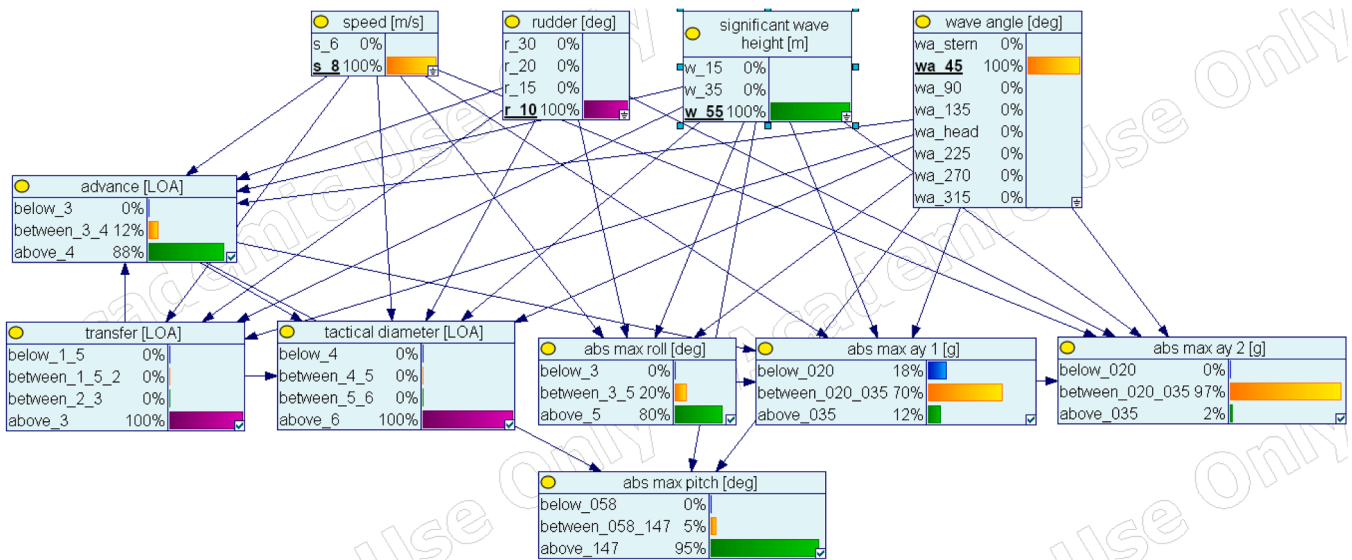 speed [m/s]
s_6 0%
s_8 100%
rudder [deg]
r_30 0%
r_20 0%
r_15 0%
r_10 100%
significant wave
height [m]
w_15 0%
w_35 0%
w_55 100%
wave angle [deg]
wa_stern 0%
wa_45 100%
wa_90 0%
wa_135 0%
wa_head 0%
wa_225 0%
wa_270 0%
wa_315 0%
advance [LOA]
below_3 0%
between_3_4 12%
above_4 88%
transfer [LOA]
below_1_5 0%
between_1_5_2 0%
between_2_3 0%
above_3 100%
tactical diameter [LOA]
below_4 0%
between_4_5 0%
between_5_6 0%
above_6 100%
abs max roll [deg]
below_3 0%
between_3_5 20%
above_5 80%
abs max ay 1 [g]
below_020 18%
between_020_035 70%
above_035 12%
abs max ay 2 [g]
below_020 0%
between_020_035 97%
above_035 2%
abs max pitch [deg]
below_058 0%
between_058_147 5%
above_147 95%
Academic Use Only
Academic Use Only